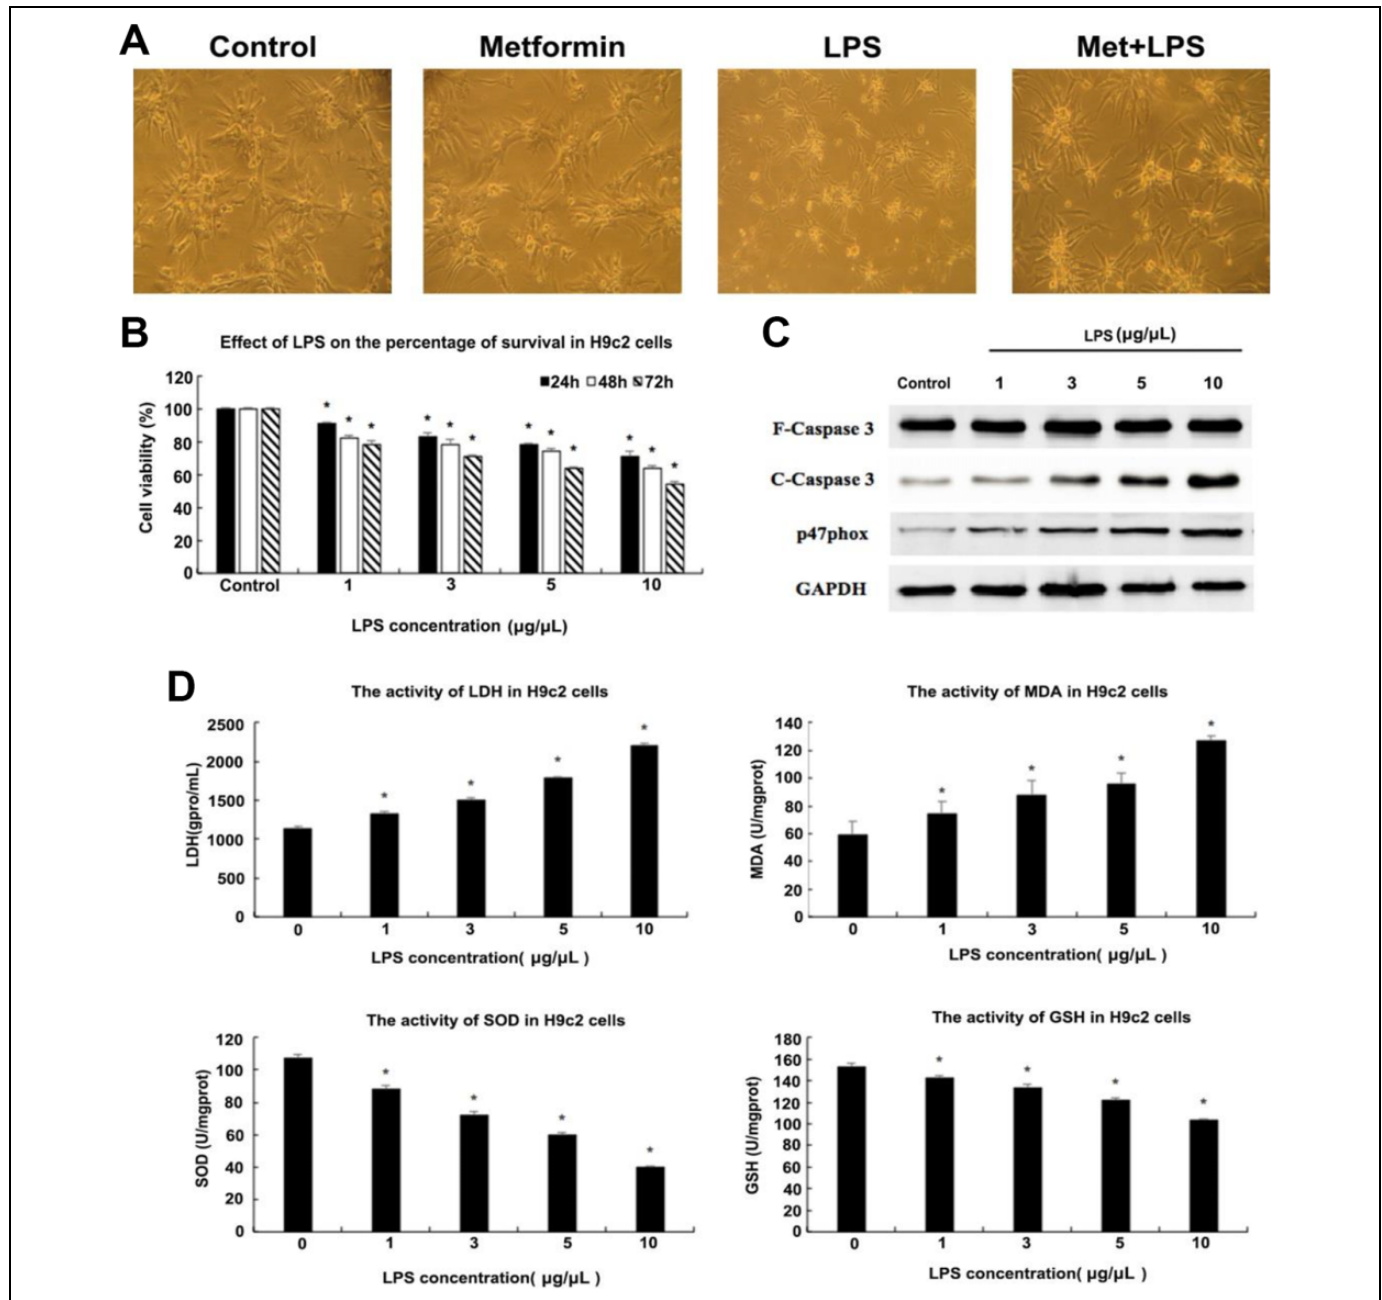 A
Control
Metformin
LPS
Met+LPS
B
Effect of LPS on the percentage of survival in H9c2 cells
24h 48h 72h
Cell viability (%)
120
100
80
60
40
20
0
* * *
* * *
* * *
* * *
Control 1 3 5 10
LPS concentration (µg/µL)
C
LPS (µg/µL)
Control 1 3 5 10
F-Caspase 3
C-Caspase 3
p47phox
GAPDH
D
The activity of LDH in H9c2 cells
LDH(gpro/mL)
2500
2000
1500
1000
500
0
* * * *
0 1 3 5 10
LPS concentration( µg/µL )
The activity of MDA in H9c2 cells
MDA (U/mgprot)
140
120
100
80
60
40
20
0
* * * *
0 1 3 5 10
LPS concentration( µg/µL )
The activity of SOD in H9c2 cells
SOD (U/mgprot)
120
100
80
60
40
20
0
* * * *
0 1 3 5 10
LPS concentration( µg/µL )
The activity of GSH in H9c2 cells
GSH (U/mgprot)
180
160
140
120
100
80
60
40
20
0
* * * *
0 1 3 5 10
LPS concentration( µg/µL )